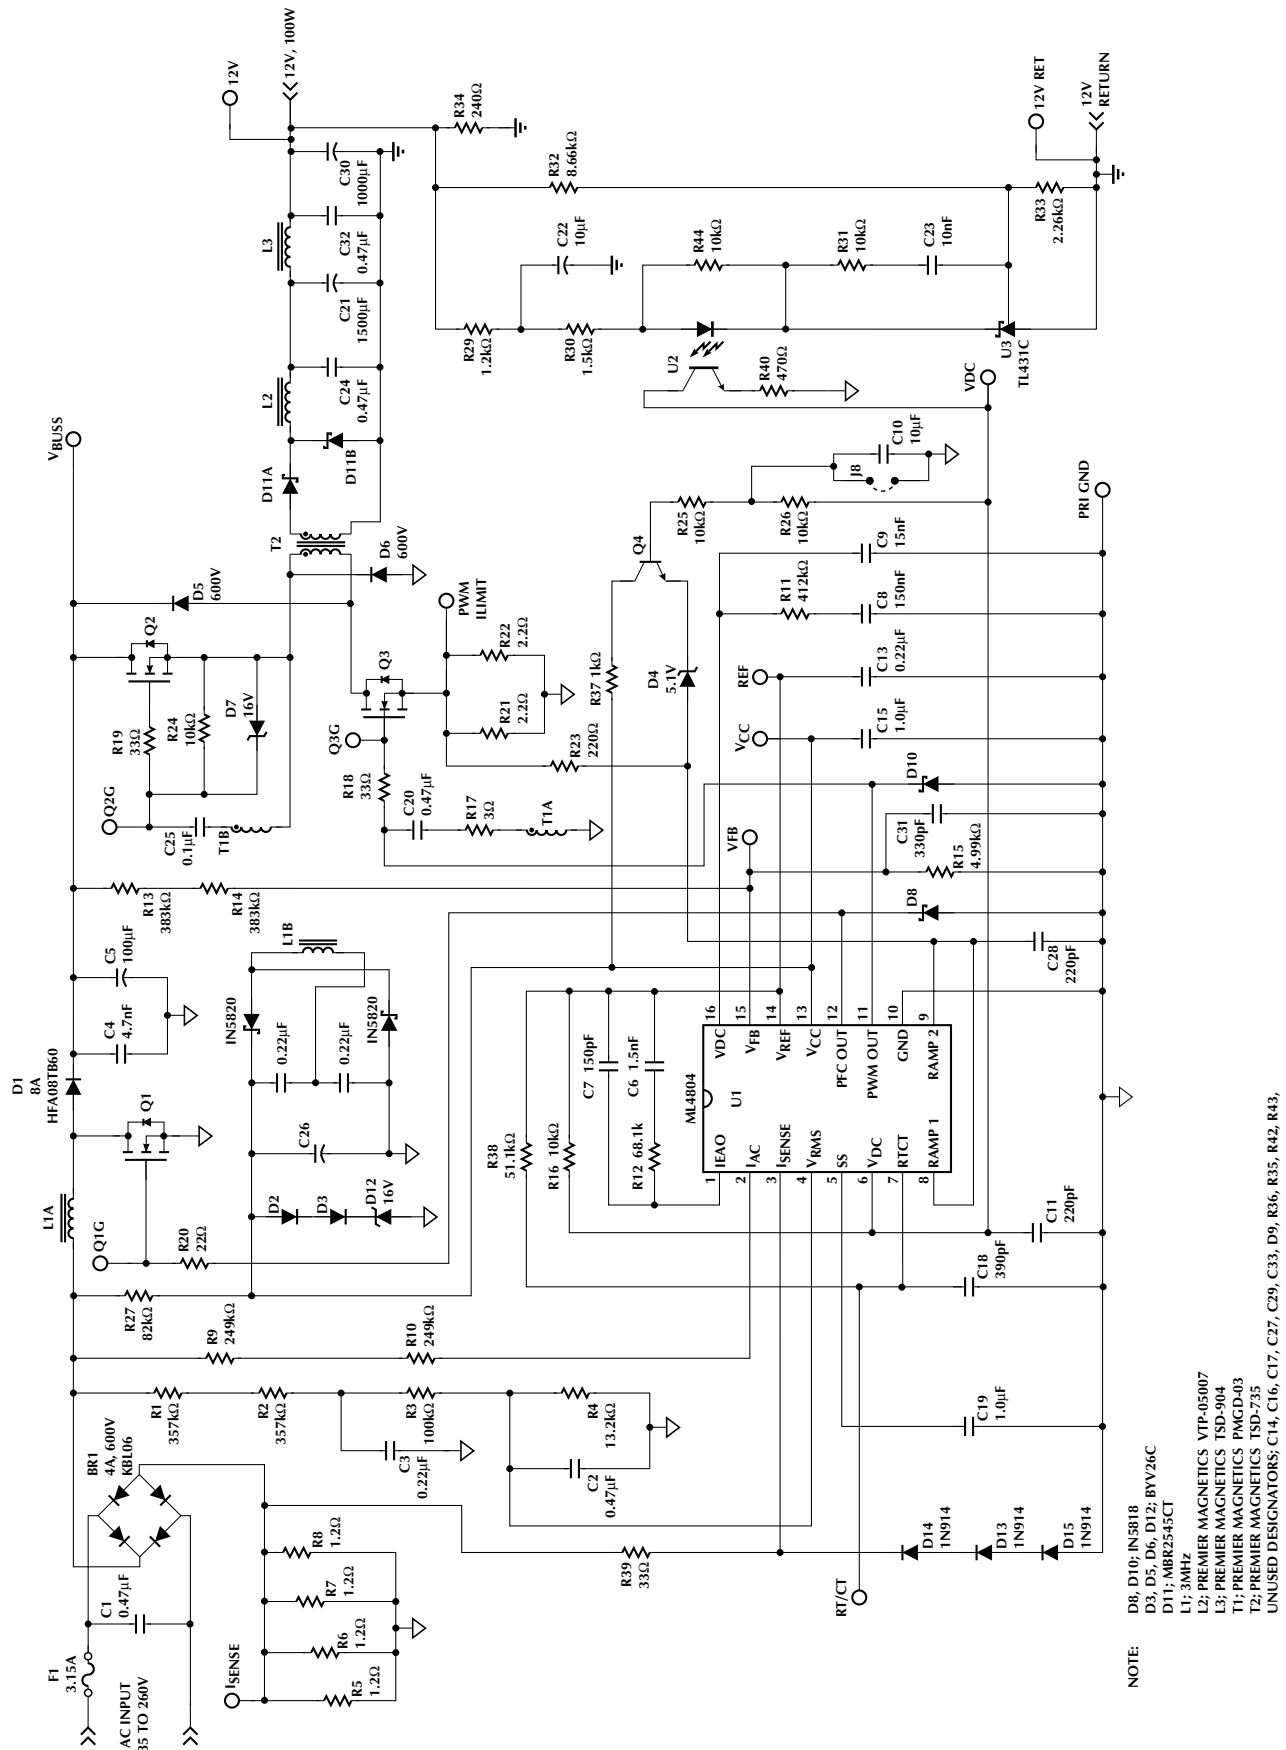 AC INPUT
85 TO 260V
F1
3.15A
C1
0.47µF
BR1
4A, 600V
KBL06
ISENSE
R5
1.2Ω
R6
1.2Ω
R7
1.2Ω
R8
1.2Ω
R1
357kΩ
R2
357kΩ
R3
100kΩ
R4
13.2kΩ
C3
0.22µF
C2
0.47µF
R9
249kΩ
R10
249kΩ
R27
82kΩ
Q1G
R20
22Ω
L1A
Q1
D1
8A
HFA08TB60
C4
4.7nF
C5
100µF
D2
D3
D12
16V
C26
0.22µF
0.22µF
IN5820
IN5820
L1B
R13
383kΩ
R14
383kΩ
Q2G
C25
0.1µF
T1B
R19
33Ω
R24
10kΩ
D7
16V
Q2
D5
600V
VBUSS
T2
D6
600V
Q3G
Q3
R18
33Ω
C20
0.47µF
R17
3Ω
T1A
PWM
ILIMIT
R21
2.2Ω
R22
2.2Ω
R23
220Ω
D11A
D11B
L2
C24
0.47µF
C21
1500µF
L3
C32
0.47µF
C30
1000µF
12V
12V, 100W
R34
240Ω
R32
8.66kΩ
R33
2.26kΩ
12V RET
12V
RETURN
R29
1.2kΩ
C22
10µF
R30
1.5kΩ
R44
10kΩ
R31
10kΩ
C23
10nF
U2
R40
470Ω
U3
TL431C
VDC
Q4
R25
10kΩ
R26
10kΩ
J8
C10
10µF
R37 1kΩ
D4
5.1V
R11
412kΩ
C9
15nF
C8
150nF
REF
C13
0.22µF
VCC
C15
1.0µF
D10
VFB
C31
330pF
R15
4.99kΩ
D8
C28
220pF
PRI GND
R38
51.1kΩ
R16 10kΩ
C7 150pF
C6 1.5nF
R12 68.1k
ML4804
U1
1 IEAO
2 IAC
3 ISENSE
4 VRMS
5 SS
6 VDC
7 RTCT
8 RAMP 1
VDC 16
VFB 15
VREF 14
VCC 13
PFC OUT 12
PWM OUT 11
GND 10
RAMP 2 9
C11
220pF
C18
390pF
C19
1.0µF
R39
33Ω
RT/CT
D14
1N914
D13
1N914
D15
1N914
NOTE:
D8, D10; IN5818
D3, D5, D6, D12; BYV26C
D11; MBR2545CT
L1; 3MHz
L2; PREMIER MAGNETICS VTP-05007
L3; PREMIER MAGNETICS TSD-904
T1; PREMIER MAGNETICS PMGD-03
T2; PREMIER MAGNETICS TSD-735
UNUSED DESIGNATORS; C14, C16, C17, C27, C29, C33, D9, R36, R35, R42, R43,